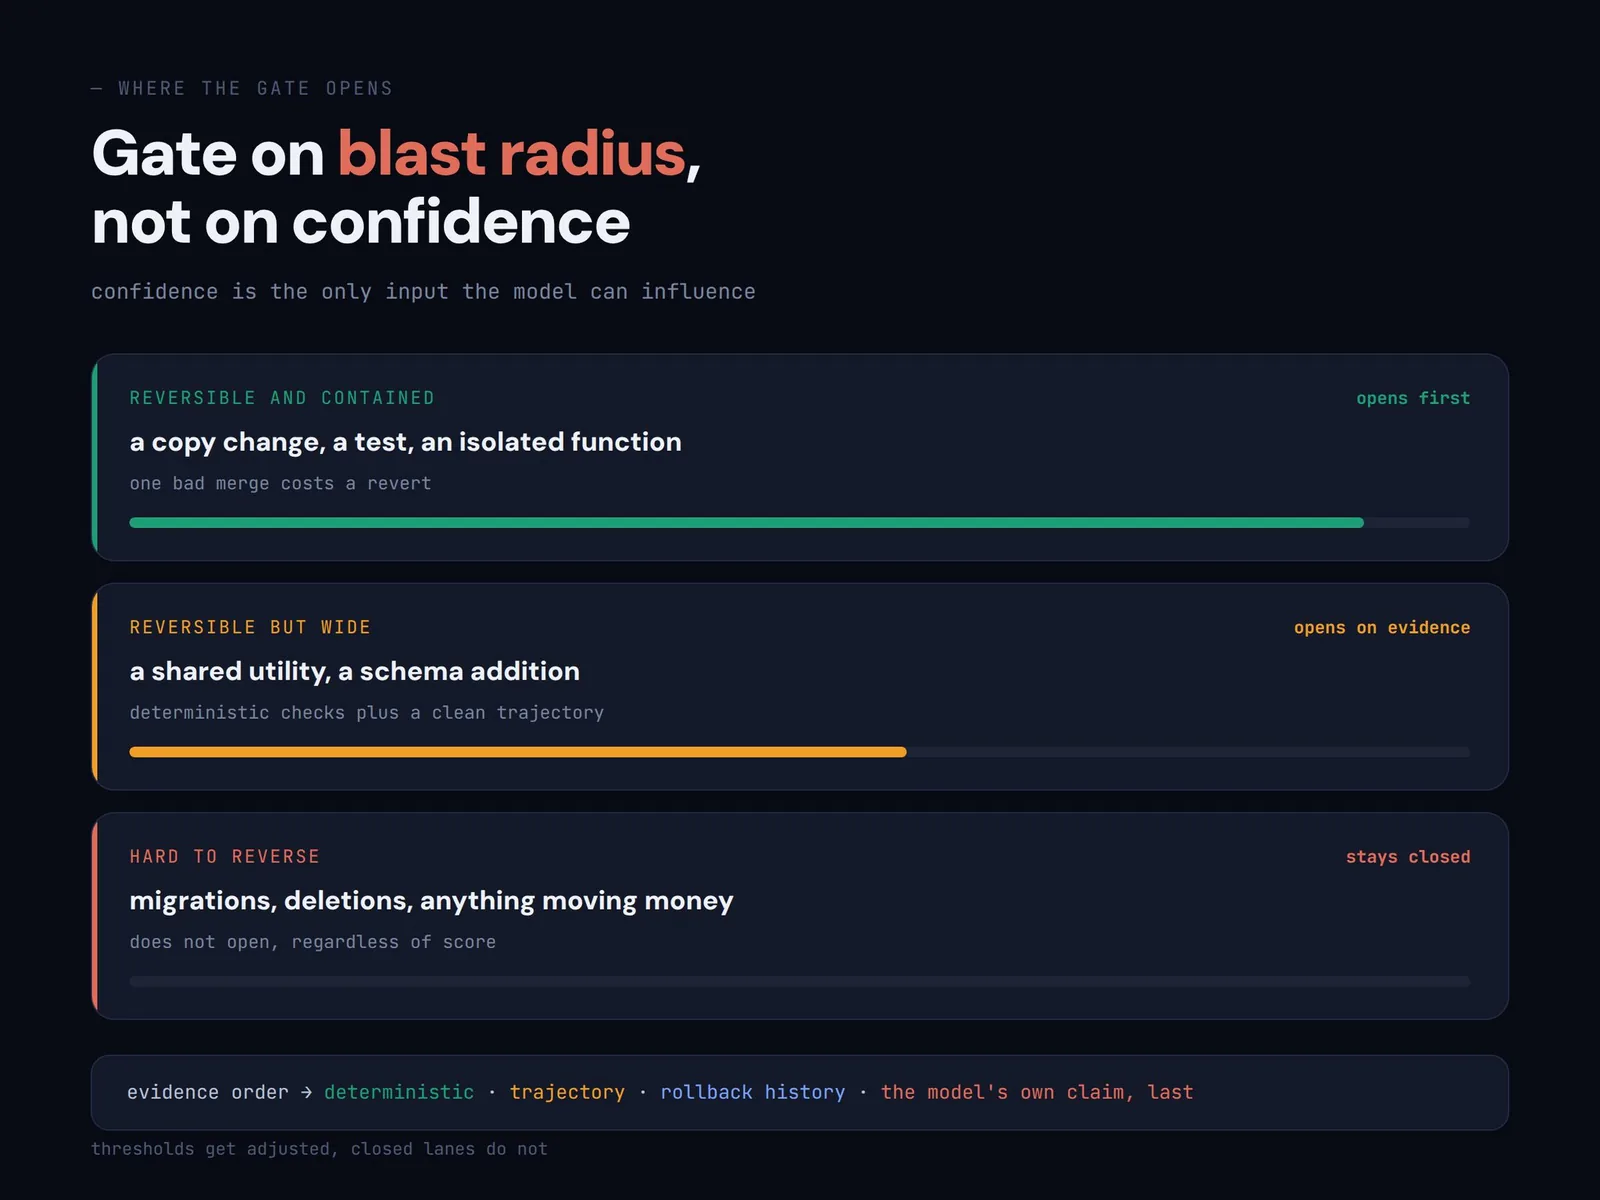 — WHERE THE GATE OPENS
Gate on blast radius,
not on confidence
confidence is the only input the model can influence
REVERSIBLE AND CONTAINED
opens first
a copy change, a test, an isolated function
one bad merge costs a revert
REVERSIBLE BUT WIDE
opens on evidence
a shared utility, a schema addition
deterministic checks plus a clean trajectory
HARD TO REVERSE
stays closed
migrations, deletions, anything moving money
does not open, regardless of score
evidence order → deterministic · trajectory · rollback history · the model's own claim, last
thresholds get adjusted, closed lanes do not